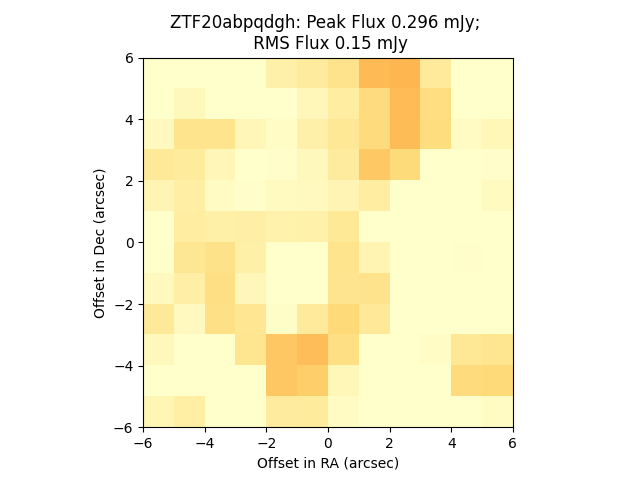 ZTF20abpqdgh: Peak Flux 0.296 mJy;
RMS Flux 0.15 mJy
6
4
2
0
−2
−4
−6
Offset in Dec (arcsec)
−6 −4 −2 0 2 4 6
Offset in RA (arcsec)